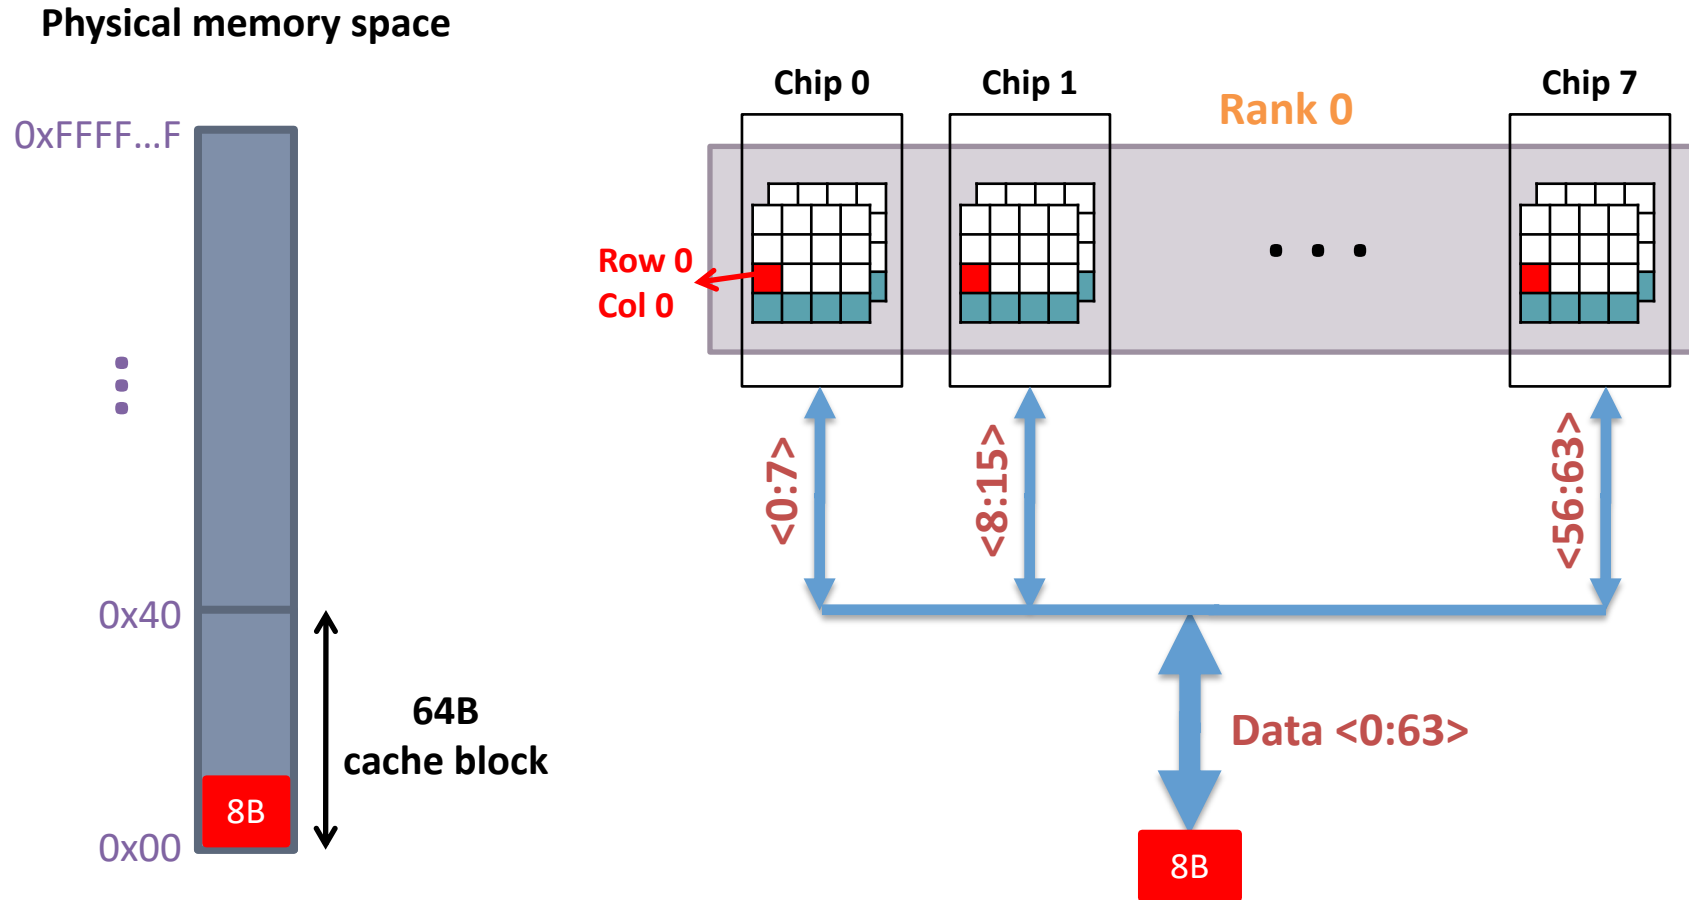 Physical memory space
0xFFFF...F
0x40
0x00
64B
cache block
8B
Chip 0
Chip 1
Rank 0
Chip 7
Row 0
Col 0
<0:7>
<8:15>
<56:63>
Data <0:63>
8B